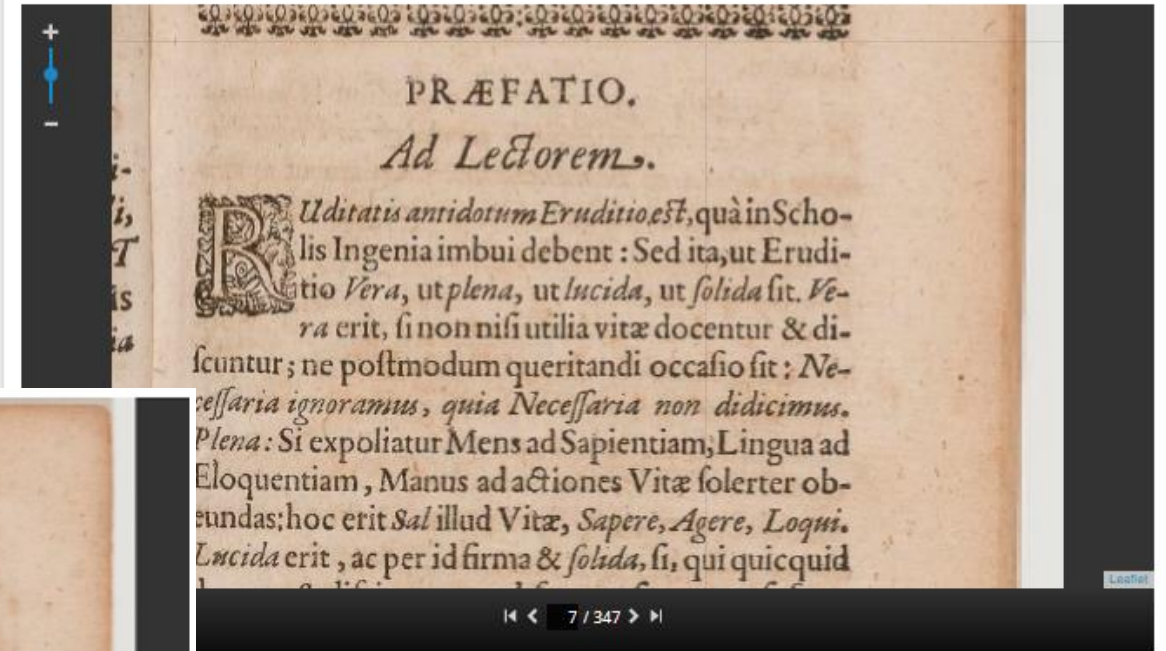 PRÆFATIO.
Ad Lectorem.
RUditatis antidotum Eruditio est, quà in Scho-
lis Ingenia imbui debent : Sed ita, ut Erudi-
tio Vera, ut plena, ut lucida, ut ſolida ſit. Ve-
ra erit, ſi non niſi utilia vitæ docentur & di-
ſcuntur; ne poſtmodum queritandi occaſio ſit : Ne-
ceſſaria ignoramus, quia Neceſſaria non didicimus.
Plena : Si expoliatur Mens ad Sapientiam, Lingua ad
Eloquentiam, Manus ad actiones Vitæ ſolerter ob-
eundas; hoc erit Sal illud Vitæ, Sapere, Agere, Loqui.
Lucida erit, ac per id firma & ſolida, ſi, qui quicquid
i-
i,
T
is
ia
Leaflet
7 / 347